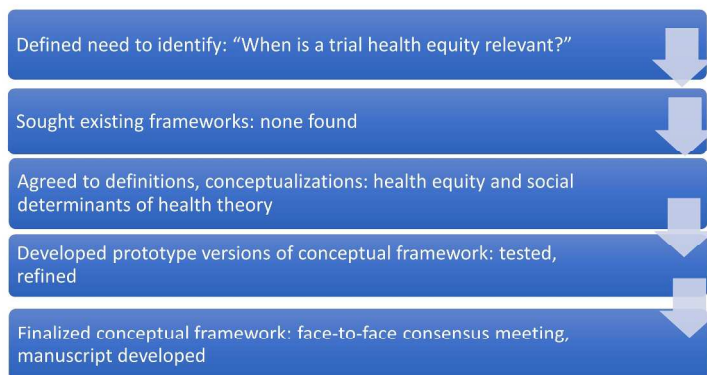 Defined need to identify: “When is a trial health equity relevant?”
Sought existing frameworks: none found
Agreed to definitions, conceptualizations: health equity and social
determinants of health theory
Developed prototype versions of conceptual framework: tested,
refined
Finalized conceptual framework: face-to-face consensus meeting,
manuscript developed